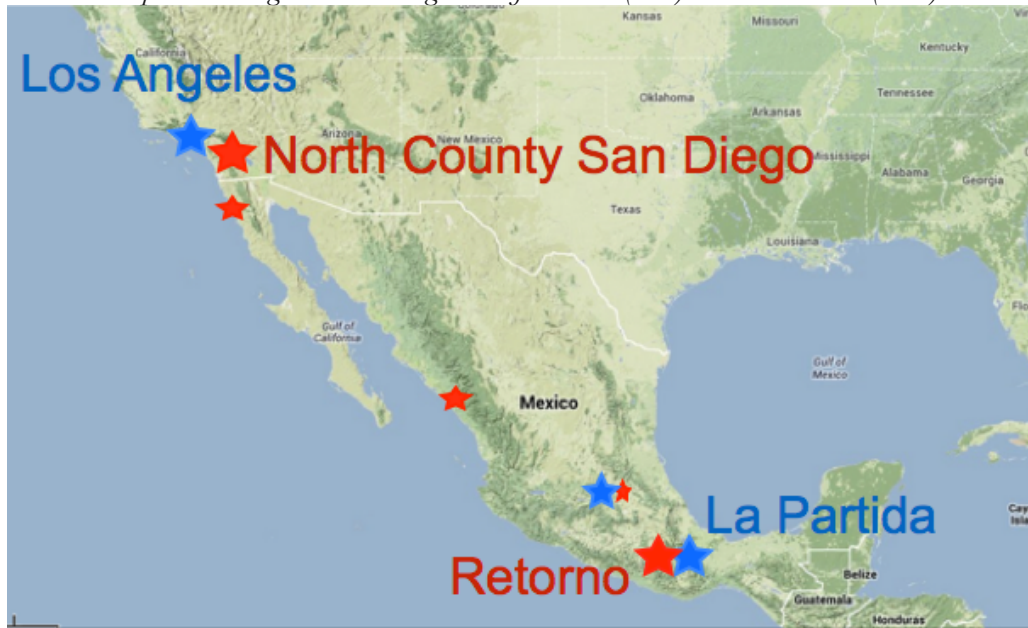 Kansas
Missouri
Kentucky
California
Los Angeles
Oklahoma
Tennessee
Arkansas
Arizona
New Mexico
North County San Diego
Mississippi
Alabama
Georgia
Texas
Louisiana
Gulf of
California
Gulf of
Mexico
Mexico
La Partida
Retorno
Belize
Guatemala
Honduras